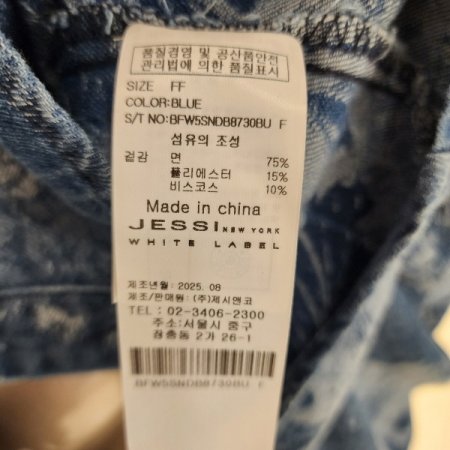 품질경영 및 공산품안전
관리법에 의한 품질표시
SIZE FF
COLOR:BLUE
S/T NO:BFW5SNDB8730BU F
섬유의 조성
겉감 면 75%
폴리에스터 15%
비스코스 10%
Made in china
JESSI NEW YORK
WHITE LABEL
제조년월: 2025. 08
제조/판매원 : (주)제시앤코
TEL : 02-3406-2300
주소:서울시 중구
장충동 2가 26-1
BFW5SNDB8730BU F